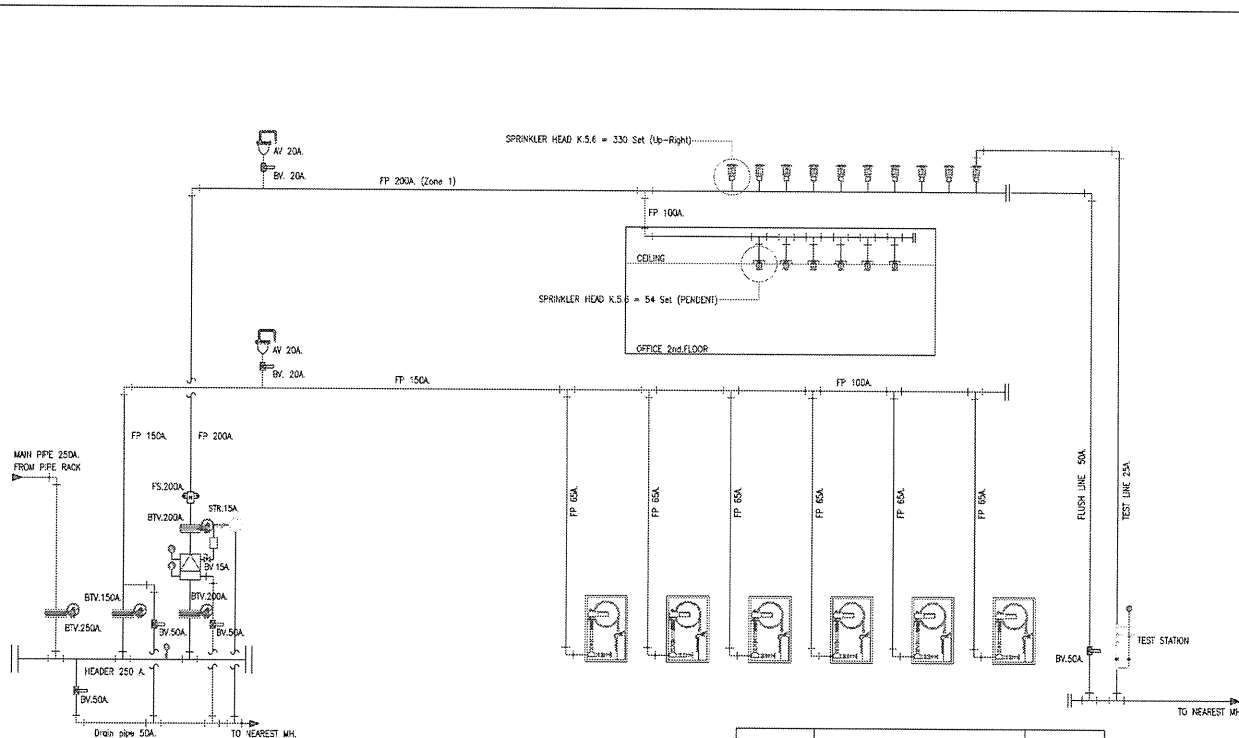 SPRINKLER HEAD K.5,6 = 330 Set (Up-Right)
AV 20A.
BV. 20A.
FP 200A. (Zone 1)
FP 100A.
CEILING
SPRINKLER HEAD K.5.6 = 54 Set (PENDENT)
OFFICE 2nd.FLOOR
AV 20A.
BV. 20A.
FP 150A.
FP 100A.
FP 150A.
FP 200A.
MAIN PIPE 250A.
FROM PIPE RACK
FS.200A.
STR.15A.
BTV.200A.
BV.15A.
FP 65A.
FP 65A.
FP 65A.
FP 65A.
FP 65A.
FP 65A.
FLUSH LINE 50A.
TEST LINE 25A.
BTV.150A.
BTV.200A.
BTV.250A.
BV.50A.
BV.50A.
TEST STATION
BV.50A.
HEADER 250 A.
BV.50A.
TO NEAREST MH.
Drain pipe 50A.
TO NEAREST MH.